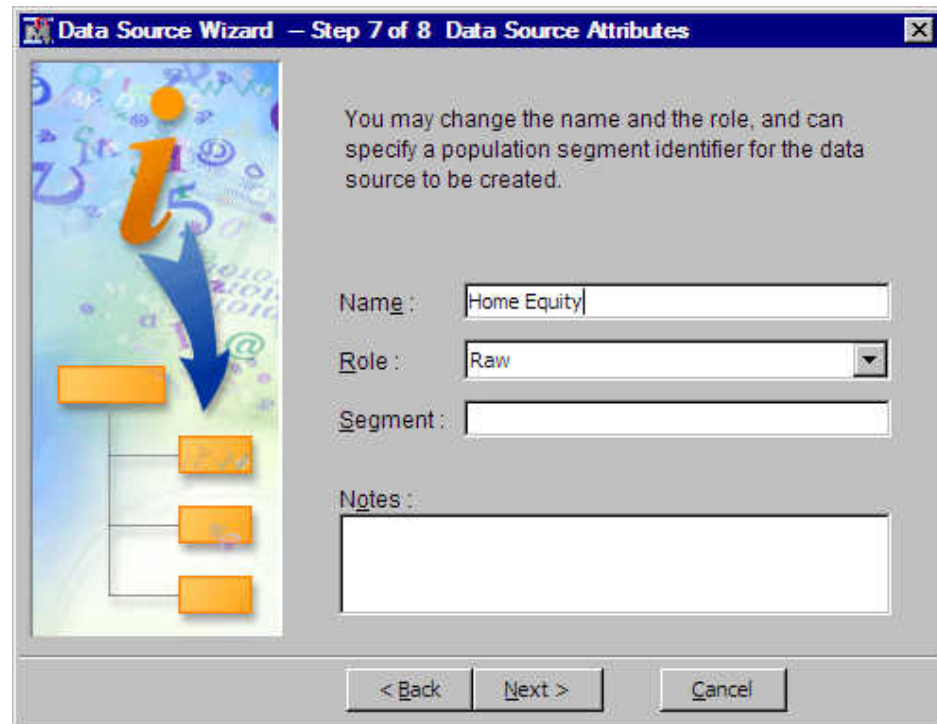 Data Source Wizard – Step 7 of 8 Data Source Attributes
You may change the name and the role, and can
specify a population segment identifier for the data
source to be created.
Name : Home Equity
Role : Raw
Segment :
Notes :
< Back Next > Cancel